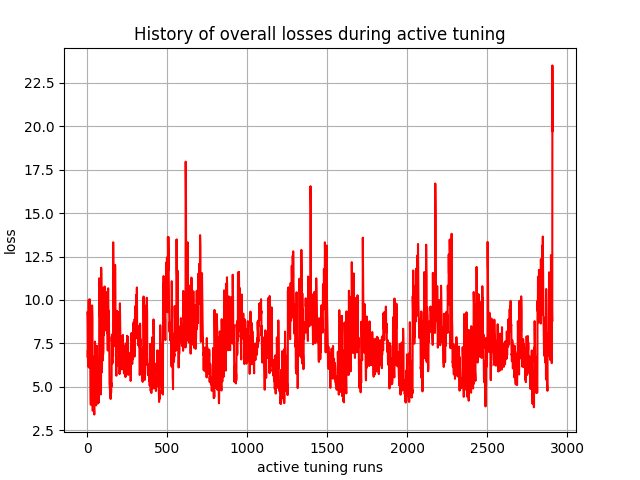 History of overall losses during active tuning
22.5
20.0
17.5
15.0
12.5
10.0
7.5
5.0
2.5
loss
0 500 1000 1500 2000 2500 3000
active tuning runs